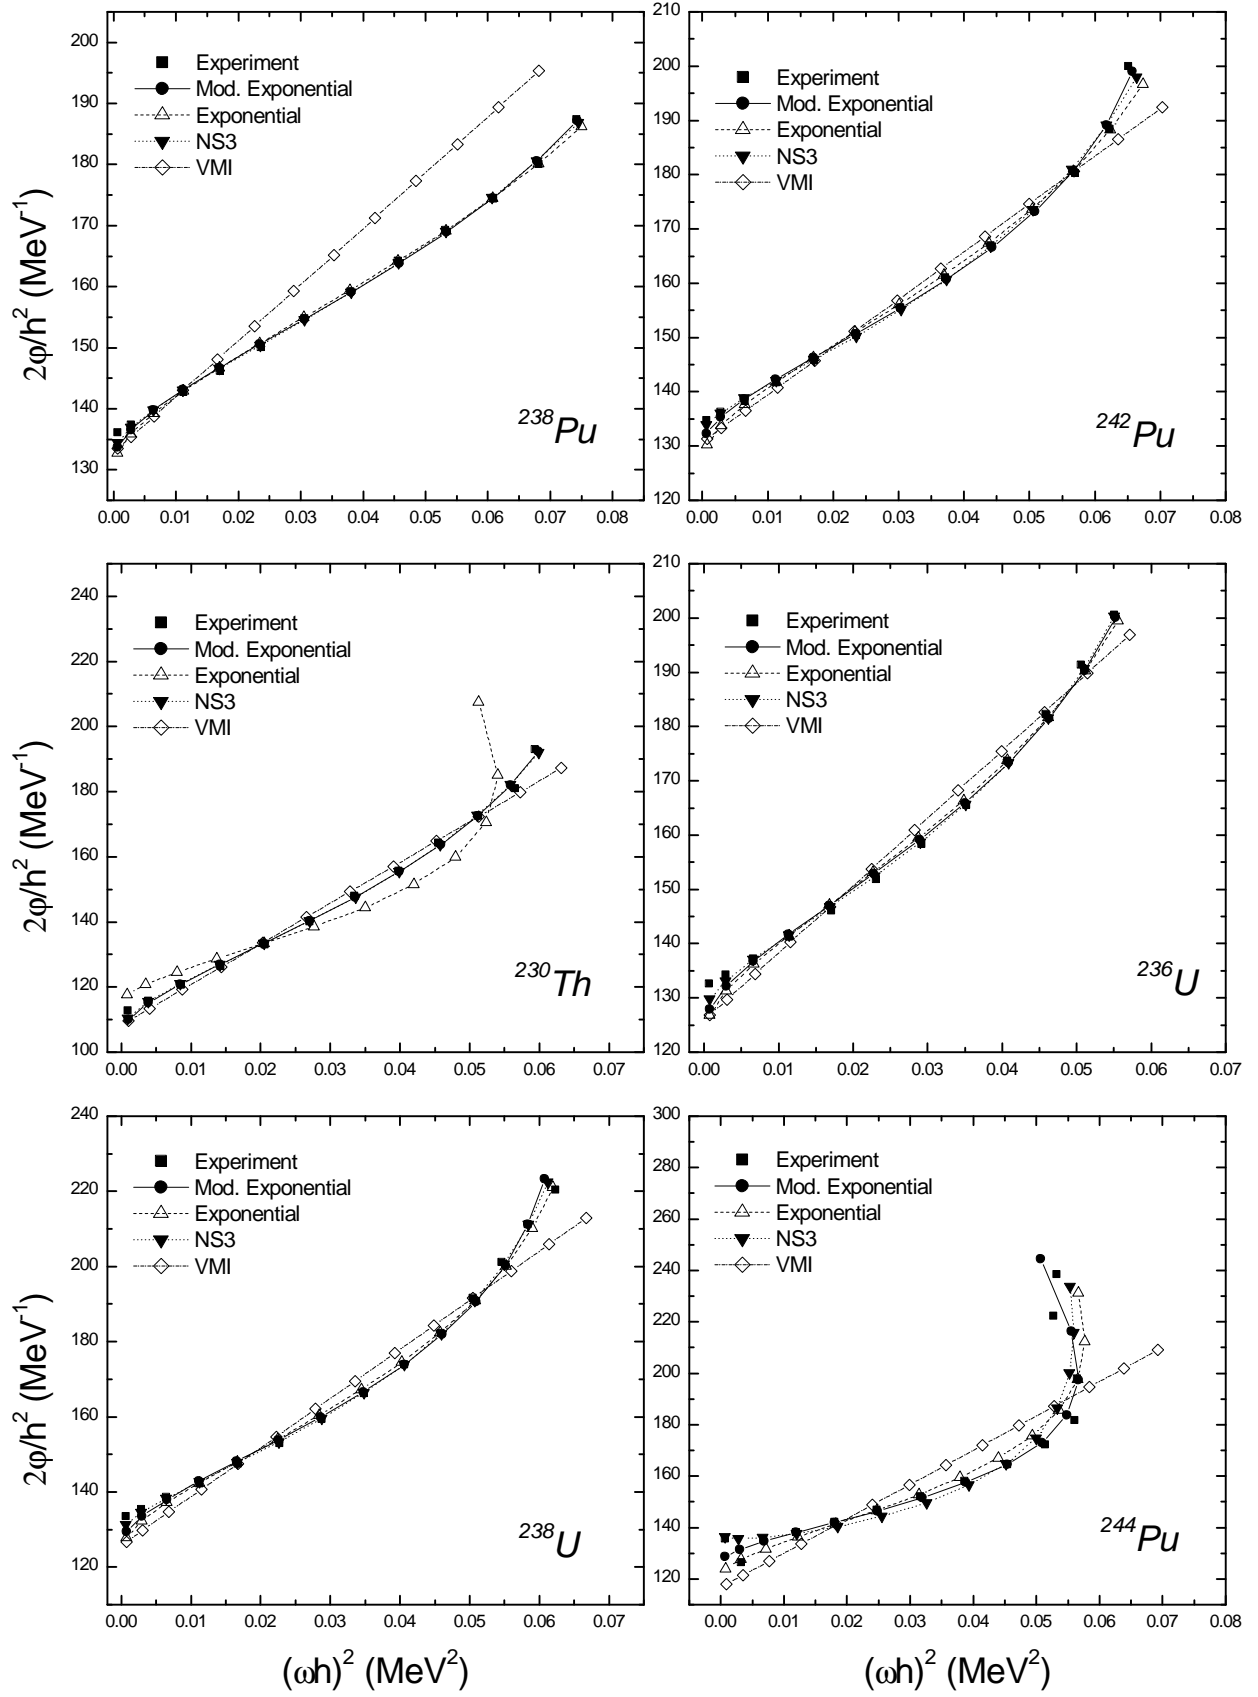 200
190
180
170
160
150
140
130
2φ/h² (MeV⁻¹)
Experiment
Mod. Exponential
Exponential
NS3
VMI
²³⁸Pu
0.00 0.01 0.02 0.03 0.04 0.05 0.06 0.07 0.08
210
200
190
180
170
160
150
140
130
120
Experiment
Mod. Exponential
Exponential
NS3
VMI
²⁴²Pu
0.00 0.01 0.02 0.03 0.04 0.05 0.06 0.07 0.08
240
220
200
180
160
140
120
100
2φ/h² (MeV⁻¹)
Experiment
Mod. Exponential
Exponential
NS3
VMI
²³⁰Th
0.00 0.01 0.02 0.03 0.04 0.05 0.06 0.07
210
200
190
180
170
160
150
140
130
120
Experiment
Mod. Exponential
Exponential
NS3
VMI
²³⁶U
0.00 0.01 0.02 0.03 0.04 0.05 0.06 0.07
240
220
200
180
160
140
120
2φ/h² (MeV⁻¹)
Experiment
Mod. Exponential
Exponential
NS3
VMI
²³⁸U
0.00 0.01 0.02 0.03 0.04 0.05 0.06 0.07
(ωh)² (MeV²)
300
280
260
240
220
200
180
160
140
120
Experiment
Mod. Exponential
Exponential
NS3
VMI
²⁴⁴Pu
0.00 0.01 0.02 0.03 0.04 0.05 0.06 0.07 0.08
(ωh)² (MeV²)